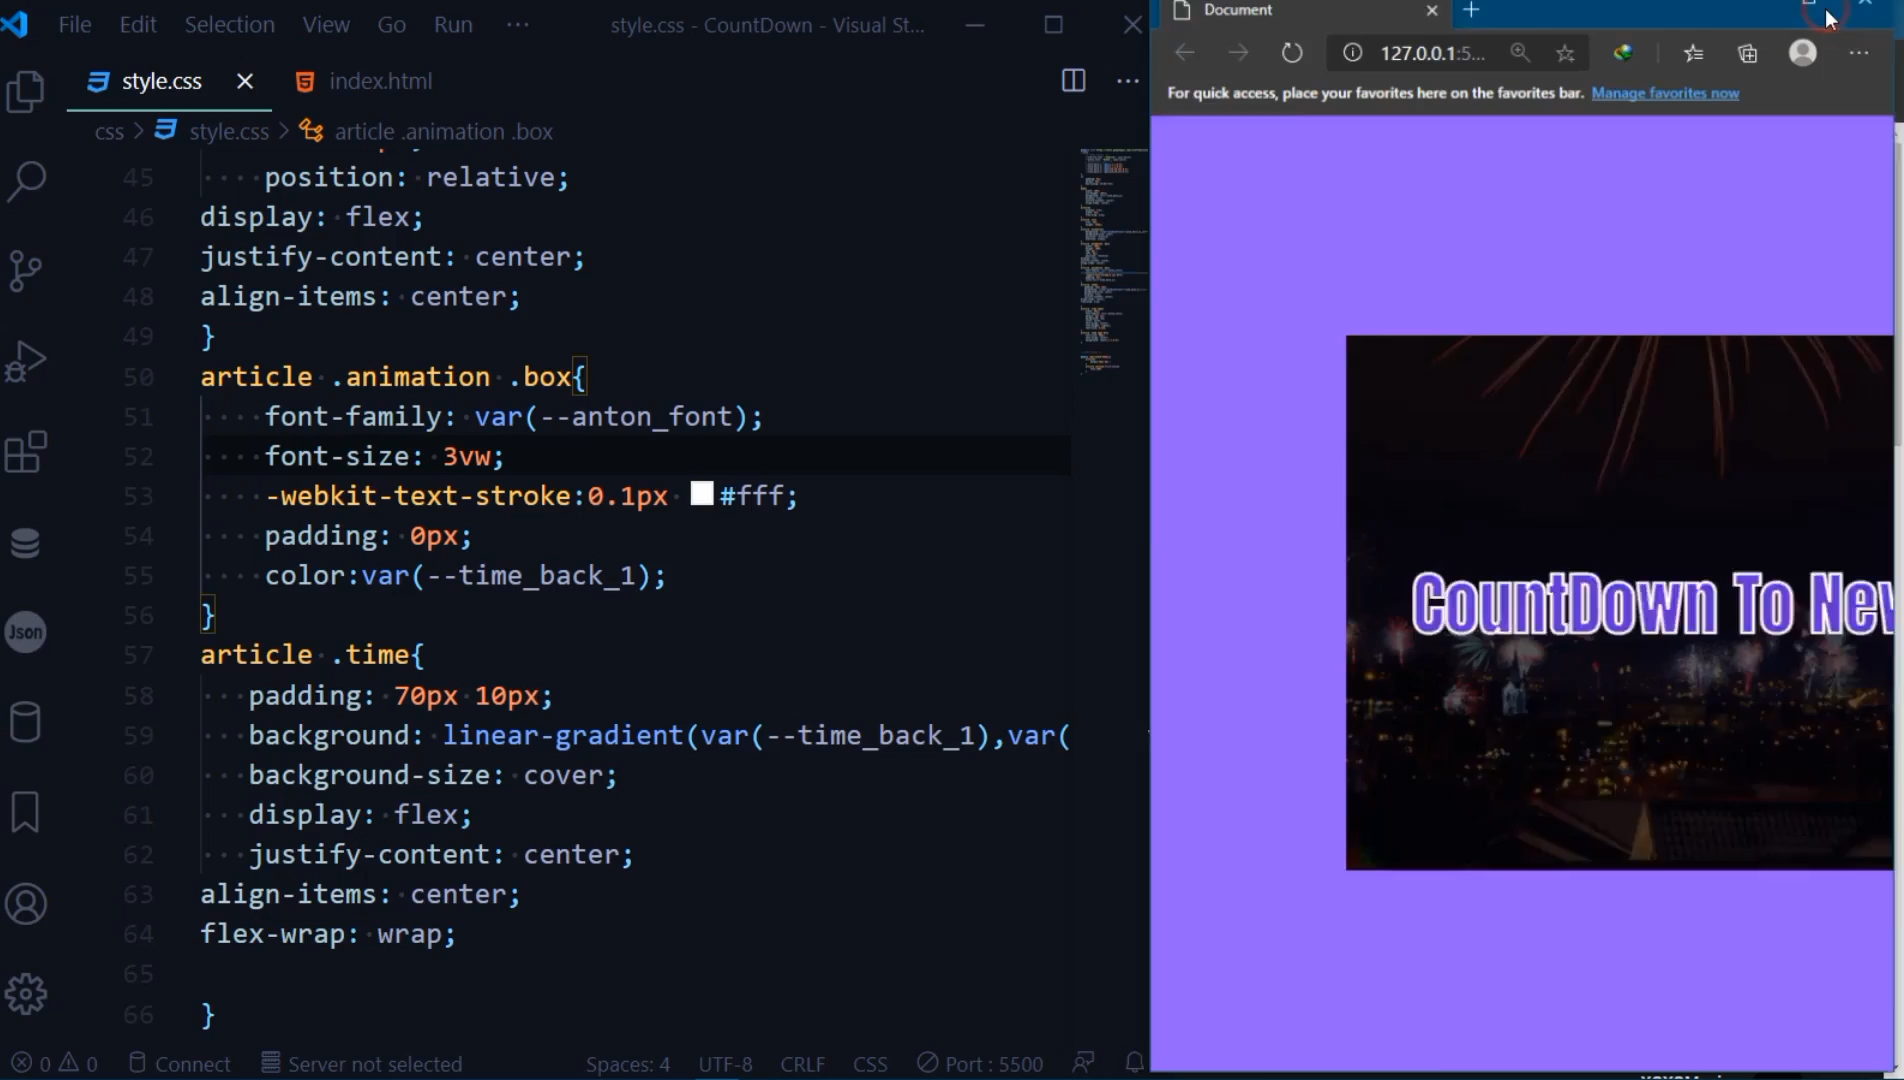 File Edit Selection View Go Run ··· style.css - CountDown - Visual St...
style.css index.html
css > style.css > article .animation .box
45 position: relative;
46 display: flex;
47 justify-content: center;
48 align-items: center;
49 }
50 article .animation .box{
51 font-family: var(--anton_font);
52 font-size: 3vw;
53 -webkit-text-stroke:0.1px #fff;
54 padding: 0px;
55 color:var(--time_back_1);
56 }
57 article .time{
58 padding: 70px 10px;
59 background: linear-gradient(var(--time_back_1),var(
60 background-size: cover;
61 display: flex;
62 justify-content: center;
63 align-items: center;
64 flex-wrap: wrap;
65
66 }
Json
0 0 Connect Server not selected Spaces: 4 UTF-8 CRLF CSS Port : 5500
Document
127.0.0.1:5...
For quick access, place your favorites here on the favorites bar. Manage favorites now
CountDown To Nev